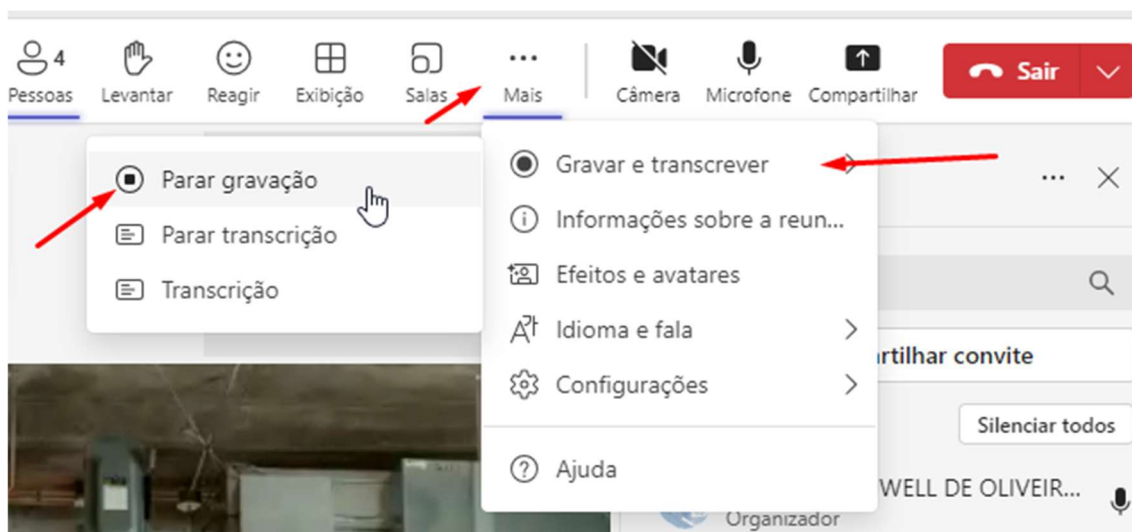 4
Pessoas
Levantar
Reagir
Exibição
Salas
Mais
Câmera
Microfone
Compartilhar
Sair
Parar gravação
Parar transcrição
Transcrição
Gravar e transcrever
Informações sobre a reun...
Efeitos e avatares
Idioma e fala
Configurações
Ajuda
rtilhar convite
Silenciar todos
WELL DE OLIVEIR...
Organizador